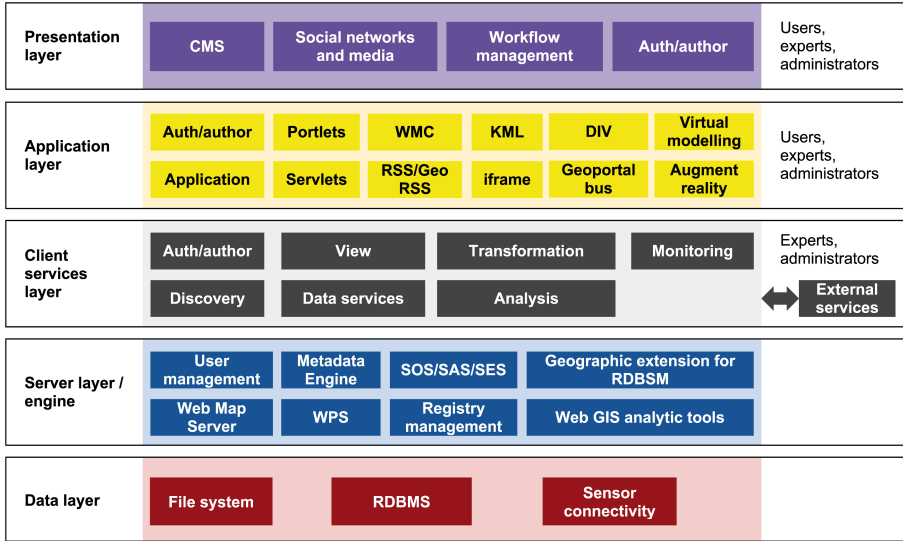 Presentation
layer
CMS
Social networks
and media
Workflow
management
Auth/author
Users,
experts,
administrators
Application
layer
Auth/author
Portlets
WMC
KML
DIV
Virtual
modelling
Application
Servlets
RSS/Geo
RSS
iframe
Geoportal
bus
Augment
reality
Users,
experts,
administrators
Client
services
layer
Auth/author
View
Transformation
Monitoring
Discovery
Data services
Analysis
Experts,
administrators
External
services
Server layer /
engine
User
management
Metadata
Engine
SOS/SAS/SES
Geographic extension for
RDBSM
Web Map
Server
WPS
Registry
management
Web GIS analytic tools
Data layer
File system
RDBMS
Sensor
connectivity